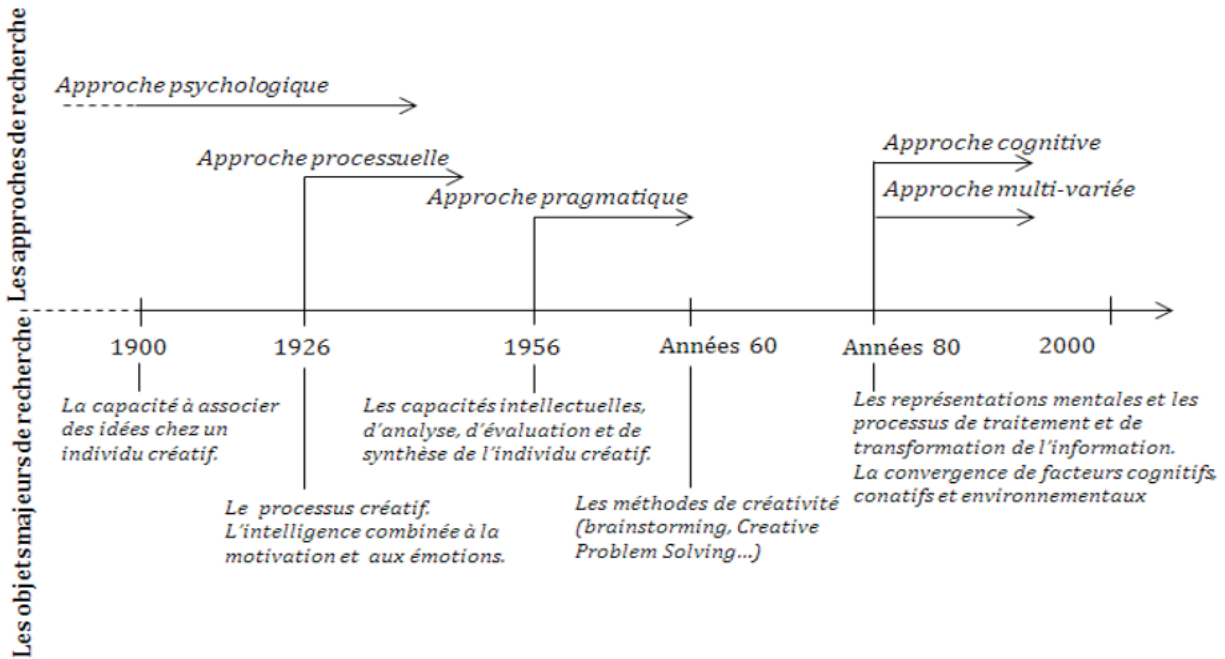 Les approches de recherche
Approche psychologique
Approche processuelle
Approche pragmatique
Approche cognitive
Approche multi-variée
1900
1926
1956
Années 60
Années 80
2000
Les objets majeurs de recherche
La capacité à associer
des idées chez un
individu créatif.
Le processus créatif.
L'intelligence combinée à la
motivation et aux émotions.
Les capacités intellectuelles,
d'analyse, d'évaluation et de
synthèse de l'individu créatif.
Les méthodes de créativité
(brainstorming, Creative
Problem Solving...)
Les représentations mentales et les
processus de traitement et de
transformation de l'information.
La convergence de facteurs cognitifs,
conatifs et environnementaux